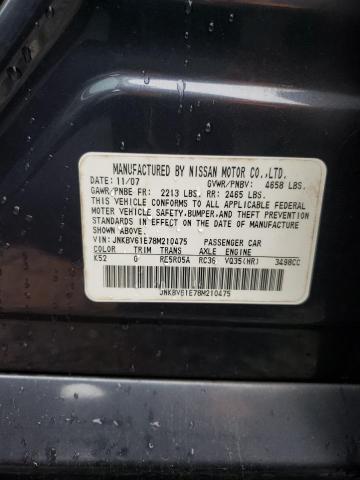 MANUFACTURED BY NISSAN MOTOR CO.,LTD.
DATE: 11/07 GVWR/PNBV: 4658 LBS.
GAWR/PNBE FR: 2213 LBS. RR: 2465 LBS.
THIS VEHICLE CONFORMS TO ALL APPLICABLE FEDERAL
MOTOR VEHICLE SAFETY, BUMPER, AND THEFT PREVENTION
STANDARDS IN EFFECT ON THE DATE OF MANUFACTURE
SHOWN ABOVE.
VIN: JNKBV61E78M210475 PASSENGER CAR
COLOR TRIM TRANS AXLE ENGINE
K52 G RE5R05A RC36 VQ35(HR) 3498CC
JNKBV61E78M210475